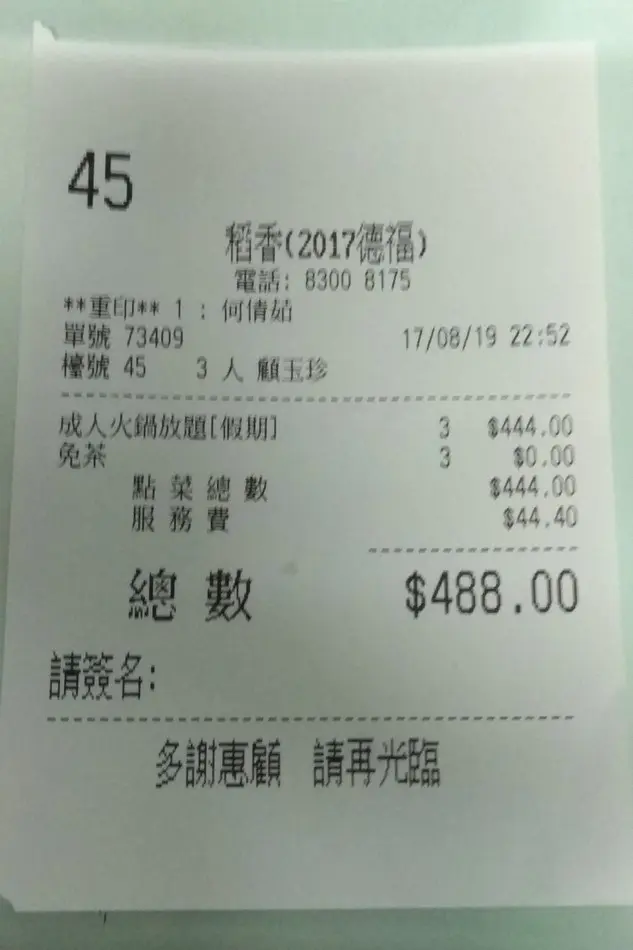 45
稻香(2017德福)
電話: 8300 8175
**重印** 1 : 何倩茹
單號 73409 17/08/19 22:52
檯號 45 3 人 顧玉珍
成人火鍋放題[假期] 3 $444.00
免茶 3 $0.00
點菜總數 $444.00
服務費 $44.40
總數 $488.00
請簽名:
多謝惠顧 請再光臨